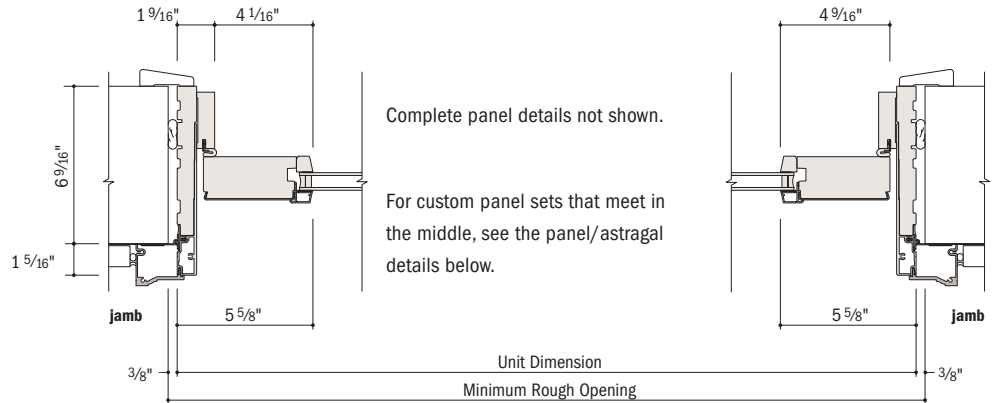 1 9/16" 4 1/16" 4 9/16"
Complete panel details not shown.
6 9/16"
For custom panel sets that meet in
the middle, see the panel/astragal
details below.
1 5/16"
jamb 5 5/8" 5 5/8" jamb
Unit Dimension
3/8" 3/8"
Minimum Rough Opening